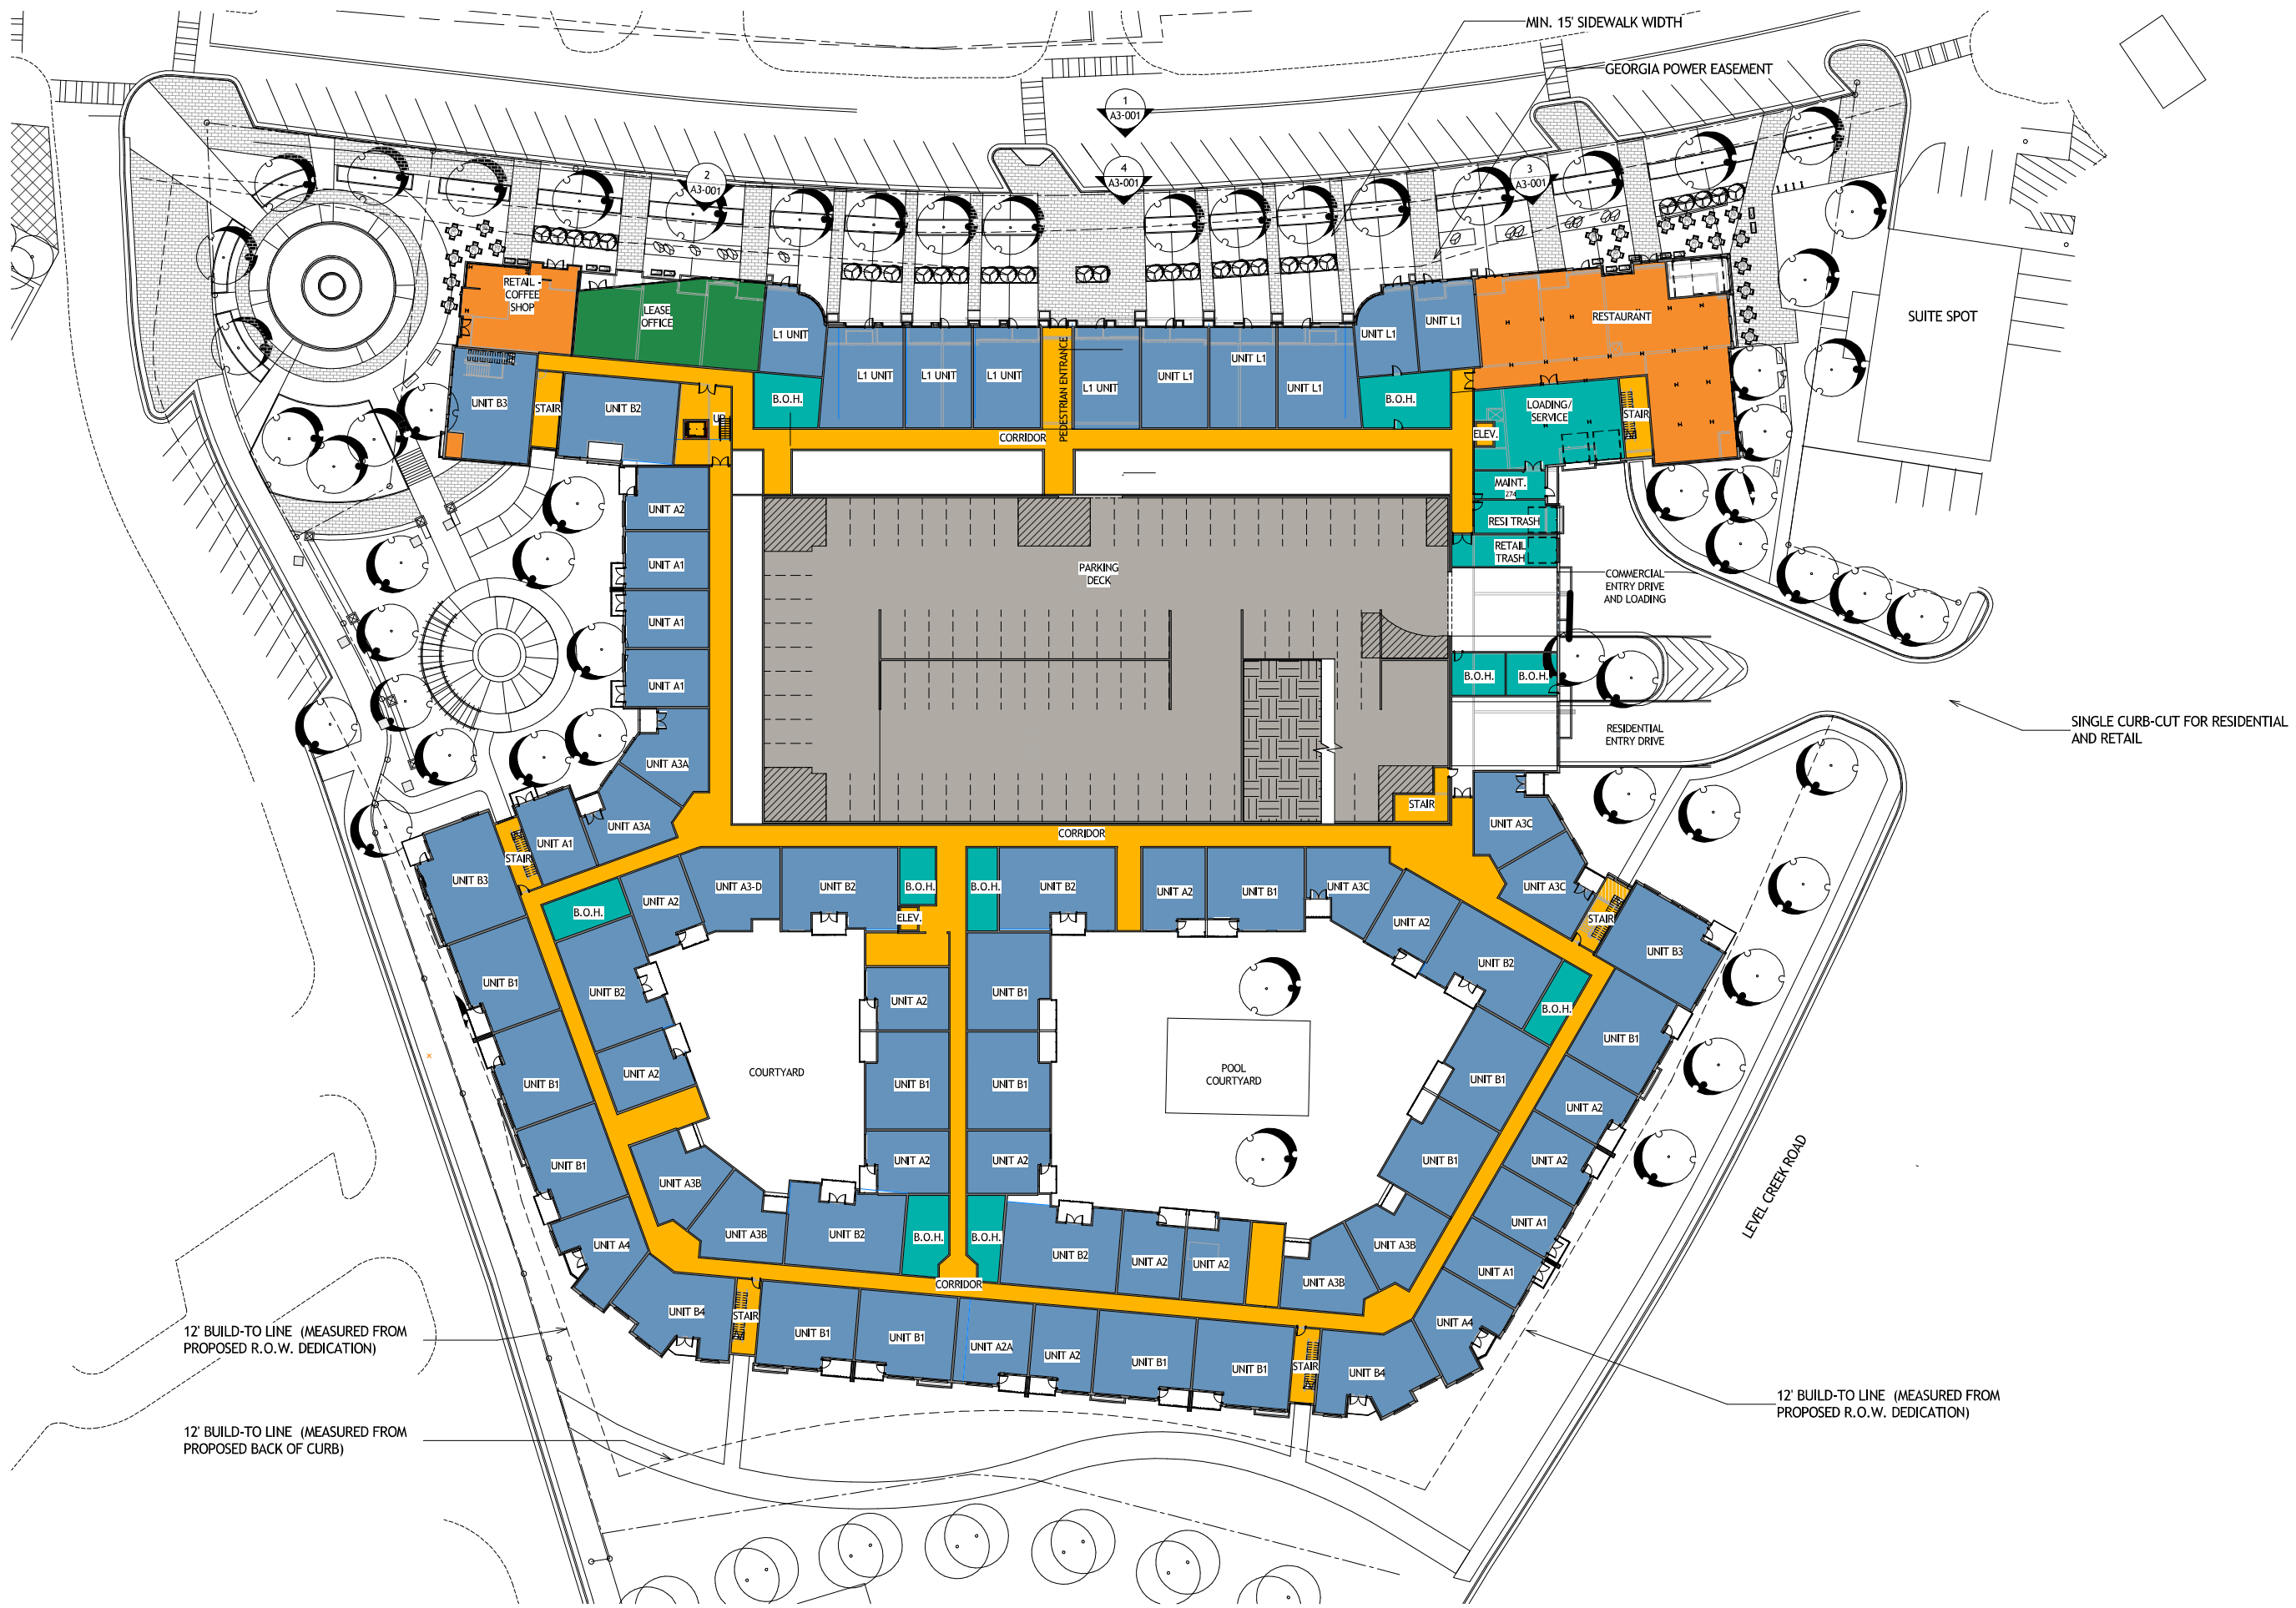 MIN. 15' SIDEWALK WIDTH
GEORGIA POWER EASEMENT
1
A3-001
2
A3-001
4
A3-001
3
A3-001
RETAIL -
COFFEE
SHOP
LEASE
OFFICE
L1 UNIT
L1 UNIT
L1 UNIT
L1 UNIT
PEDESTRIAN ENTRANCE
L1 UNIT
UNIT L1
UNIT L1
UNIT L1
UNIT L1
UNIT L1
RESTAURANT
SUITE SPOT
UNIT B3
STAIR
UNIT B2
UP
B.O.H.
CORRIDOR
B.O.H.
ELEV.
LOADING/
SERVICE
STAIR
MAINT.
274
RESI TRASH
RETAIL
TRASH
UNIT A2
UNIT A1
UNIT A1
UNIT A1
UNIT A3A
UNIT A3A
UNIT A1
STAIR
UNIT B3
PARKING
DECK
COMMERCIAL
ENTRY DRIVE
AND LOADING
B.O.H.
B.O.H.
RESIDENTIAL
ENTRY DRIVE
SINGLE CURB-CUT FOR RESIDENTIAL
AND RETAIL
STAIR
CORRIDOR
UNIT A3C
UNIT A3C
STAIR
UNIT B3
B.O.H.
UNIT A2
UNIT A3-D
UNIT B2
B.O.H.
ELEV.
B.O.H.
UNIT B2
UNIT A2
UNIT B1
UNIT A3C
UNIT A2
UNIT B2
B.O.H.
UNIT B1
UNIT B2
UNIT A2
UNIT B1
UNIT B1
UNIT B1
UNIT A2
UNIT B1
UNIT B1
UNIT A2
UNIT B1
UNIT A2
COURTYARD
POOL
COURTYARD
UNIT B1
UNIT A2
UNIT A2
UNIT A1
UNIT A1
UNIT A4
UNIT B1
UNIT A3B
UNIT A3B
UNIT A4
UNIT A3B
UNIT A3B
UNIT B2
B.O.H.
B.O.H.
UNIT B2
UNIT A2
UNIT A2
CORRIDOR
UNIT B4
STAIR
UNIT B1
UNIT B1
UNIT A2A
UNIT A2
UNIT B1
UNIT B1
STAIR
UNIT B4
LEVEL CREEK ROAD
12' BUILD-TO LINE (MEASURED FROM
PROPOSED R.O.W. DEDICATION)
12' BUILD-TO LINE (MEASURED FROM
PROPOSED BACK OF CURB)
12' BUILD-TO LINE (MEASURED FROM
PROPOSED R.O.W. DEDICATION)